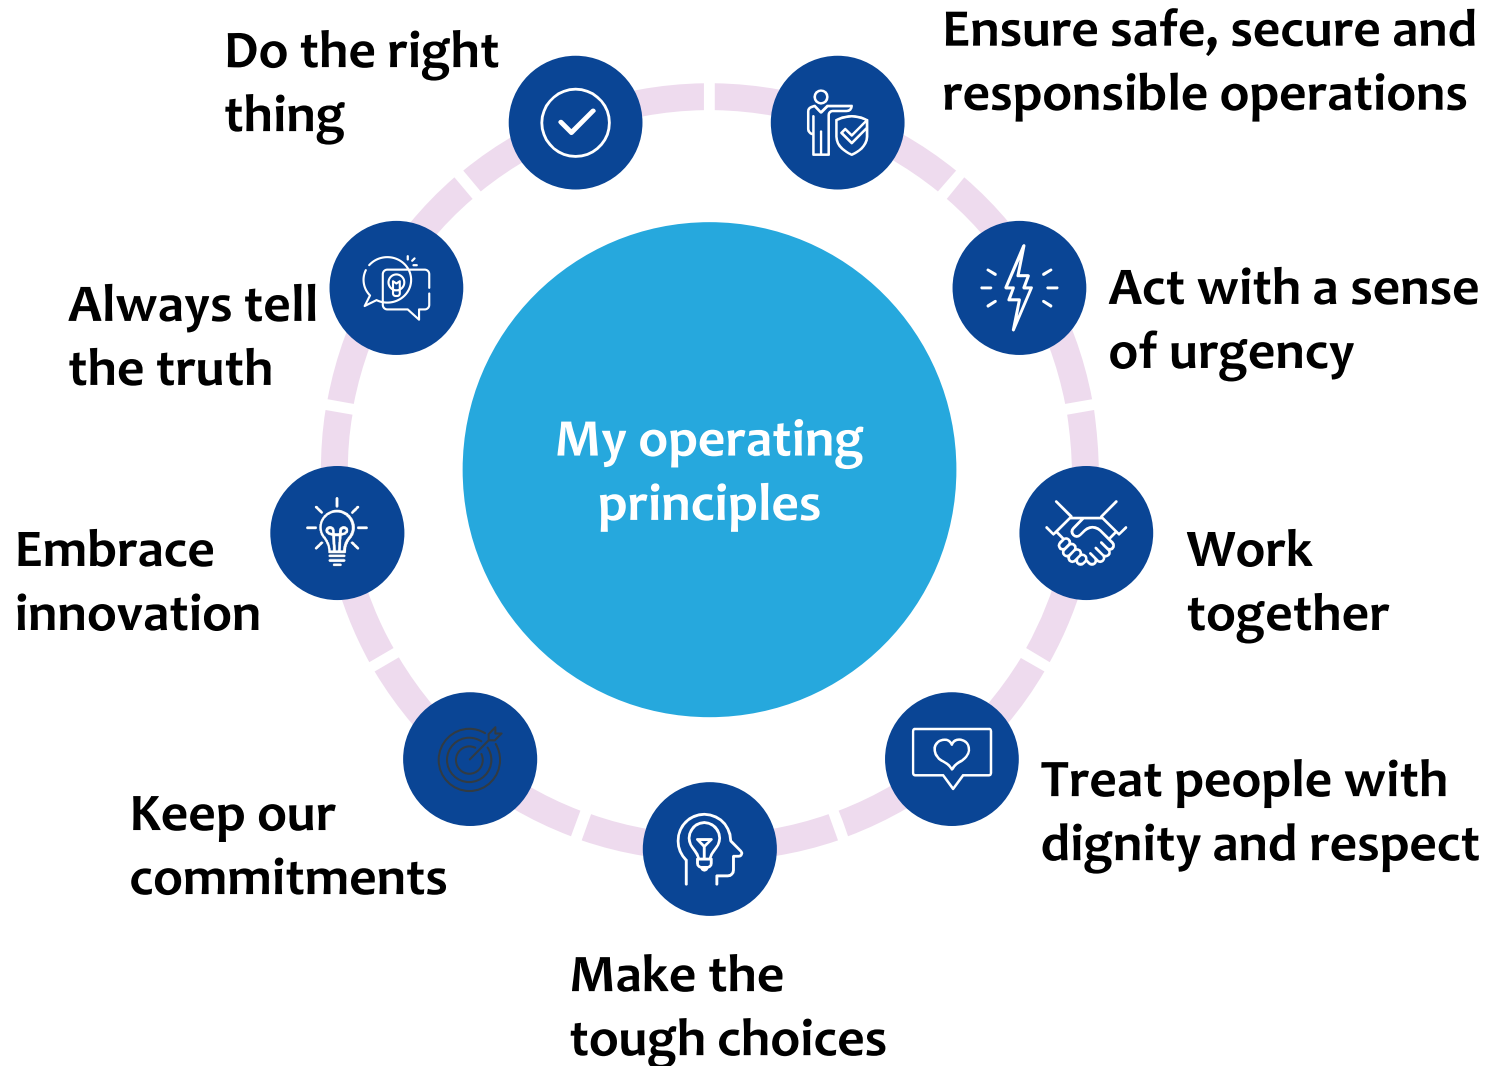 Do the right
thing
Ensure safe, secure and
responsible operations
Always tell
the truth
Act with a sense
of urgency
My operating
principles
Embrace
innovation
Work
together
Keep our
commitments
Treat people with
dignity and respect
Make the
tough choices